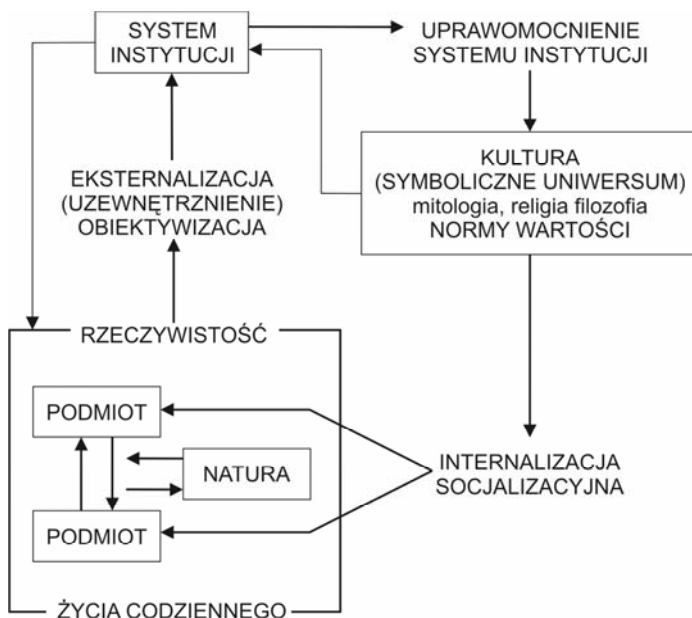 SYSTEM
INSTYTUCJI
UPRAWOMOCNIENIE
SYSTEMU INSTYTUCJI
KULTURA
(SYMBOLICZNE UNIWERSUM)
mitologia, religia filozofia
NORMY WARTOŚCI
EKSTERNALIZACJA
(UZEWNĘTRZNIENIE)
OBIEKTYWIZACJA
RZECZYWISTOŚĆ
PODMIOT
NATURA
PODMIOT
ŻYCIA CODZIENNEGO
INTERNALIZACJA
SOCJALIZACYJNA